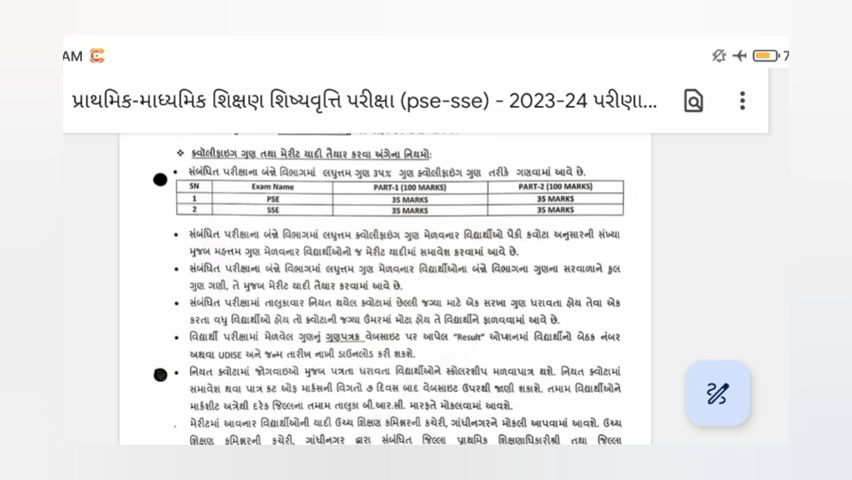 AM
7
પ્રાથમિક-માધ્યમિક શિક્ષણ શિષ્યવૃત્તિ પરીક્ષા (pse-sse) - 2023-24 પરીણા...
❖ ક્વોલીફાઇંગ ગુણ તથા મેરીટ યાદી તૈયાર કરવા અંગેના નિયમો:
• સંબંધિત પરીક્ષાના બંન્ને વિભાગમાં લઘુત્તમ ગુણ ૩૫% ગુણ ક્વોલીફાઇંગ ગુણ તરીકે ગણવામાં આવે છે.
SN Exam Name PART-1 (100 MARKS) PART-2 (100 MARKS)
1 PSE 35 MARKS 35 MARKS
2 SSE 35 MARKS 35 MARKS
• સંબંધિત પરીક્ષાના બંન્ને વિભાગમાં લઘુત્તમ ક્વોલીફાઇંગ ગુણ મેળવનાર વિદ્યાર્થીઓ પૈકી કવોટા અનુસારની સંખ્યા
મુજબ મહત્તમ ગુણ મેળવનાર વિદ્યાર્થીઓનો જ મેરીટ યાદીમાં સમાવેશ કરવામાં આવે છે.
• સંબંધિત પરીક્ષાના બંન્ને વિભાગમાં લઘુત્તમ ગુણ મેળવનાર વિદ્યાર્થીઓના બંન્ને વિભાગના ગુણના સરવાળાને કુલ
ગુણ ગણી, તે મુજબ મેરીટ યાદી તૈયાર કરવામાં આવે છે.
• સંબંધિત પરીક્ષામાં તાલુકાવાર નિયત થયેલ કવોટામાં છેલ્લી જગ્યા માટે એક સરખા ગુણ ધરાવતા હોય તેવા એક
કરતા વધુ વિદ્યાર્થીઓ હોય તો કવોટાની જગ્યા ઉંમરમાં મોટા હોય તે વિદ્યાર્થીને ફાળવવામાં આવે છે.
• વિદ્યાર્થી પરીક્ષામાં મેળવેલ ગુણનું ગુણપત્રક વેબસાઇટ પર આપેલ "Result" ઓપ્શનમાં વિદ્યાર્થીનો બેઠક નંબર
અથવા UDISE અને જન્મ તારીખ નાખી ડાઉનલોડ કરી શકશે.
• નિયત ક્વોટામાં જોગવાઇઓ મુજબ પાત્રતા ધરાવતા વિદ્યાર્થીઓને સ્કોલરશીપ મળવાપાત્ર થશે. નિયત ક્વોટામાં
સમાવેશ થવા પાત્ર કટ ઓફ માર્કસની વિગતો ૭ દિવસ બાદ વેબસાઇટ ઉપરથી જાણી શકાશે. તમામ વિદ્યાર્થીઓને
માર્કશીટ અત્રેથી દરેક જિલ્લાના તમામ તાલુકા બી.આર.સી. મારફતે મોકલવામાં આવશે.
. મેરીટમાં આવનાર વિદ્યાર્થીઓની યાદી ઉચ્ચ શિક્ષણ કમિશ્નરની કચેરી, ગાંધીનગરને મોકલી આપવામાં આવશે. ઉચ્ચ
શિક્ષણ કમિશ્નરની કચેરી, ગાંધીનગર દ્વારા સંબંધિત જિલ્લા પ્રાથમિક શિક્ષણાધિકારીશ્રી તથા જિલ્લા